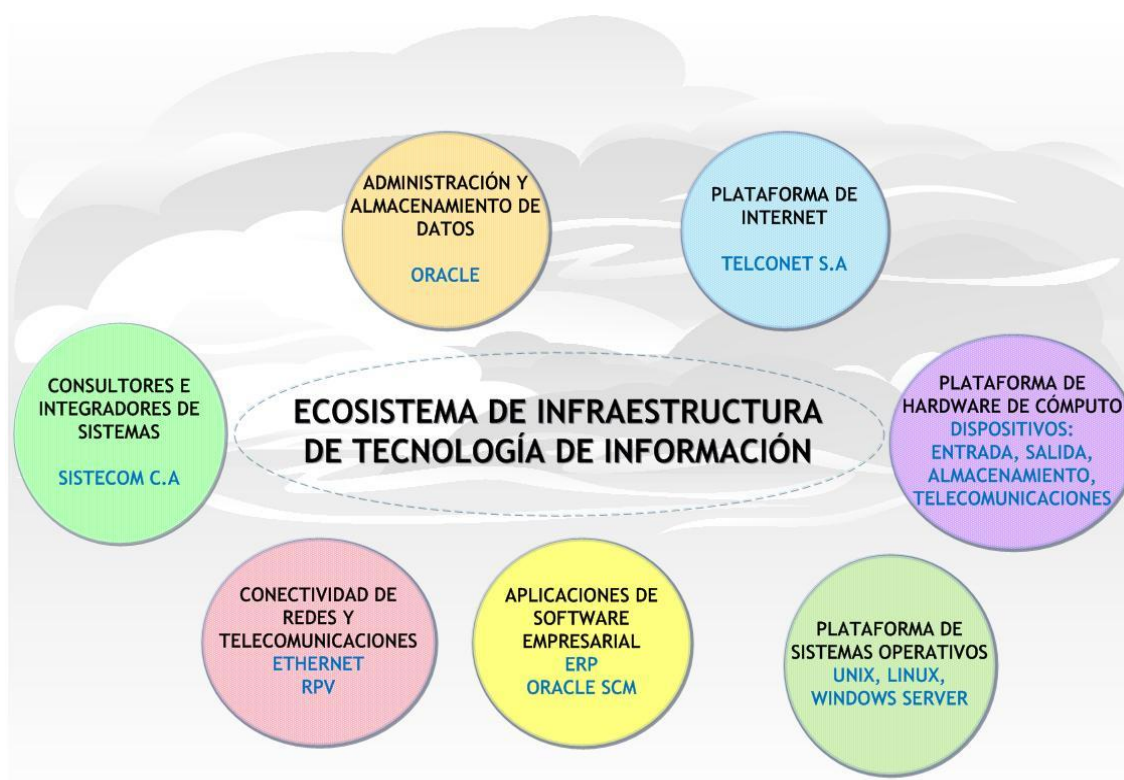 ADMINISTRACIÓN Y
ALMACENAMIENTO DE
DATOS
ORACLE
PLATAFORMA DE
INTERNET
TELCONET S.A
CONSULTORES E
INTEGRADORES DE
SISTEMAS
SISTECOM C.A
ECOSISTEMA DE INFRAESTRUCTURA
DE TECNOLOGÍA DE INFORMACIÓN
PLATAFORMA DE
HARDWARE DE CÓMPUTO
DISPOSITIVOS:
ENTRADA, SALIDA,
ALMACENAMIENTO,
TELECOMUNICACIONES
CONECTIVIDAD DE
REDES Y
TELECOMUNICACIONES
ETHERNET
RPV
APLICACIONES DE
SOFTWARE
EMPRESARIAL
ERP
ORACLE SCM
PLATAFORMA DE
SISTEMAS OPERATIVOS
UNIX, LINUX,
WINDOWS SERVER